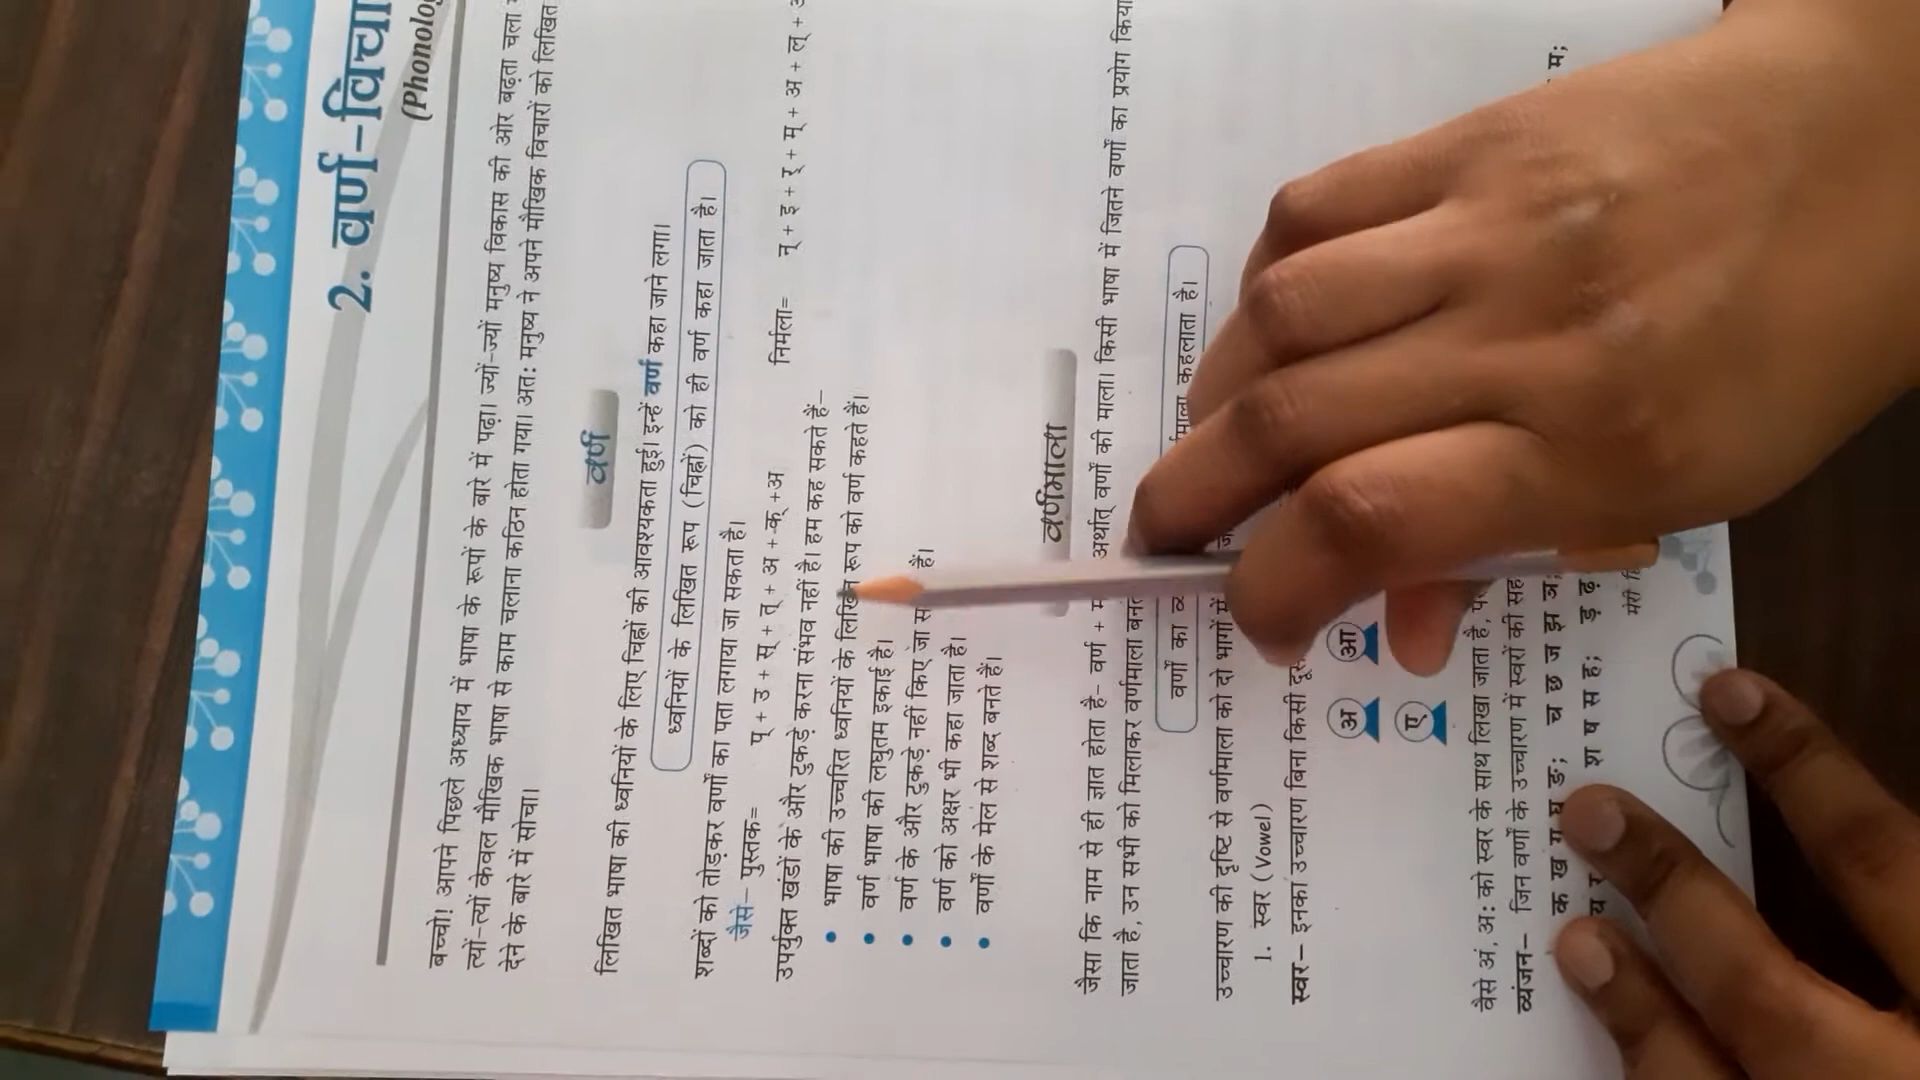 2. वर्ण-विचा
(Phonolog
बच्चो! आपने पिछले अध्याय में भाषा के रूपों के बारे में पढ़ा। ज्यों-ज्यों मनुष्य विकास की ओर बढ़ता चला
त्यों-त्यों केवल मौखिक भाषा से काम चलाना कठिन होता गया। अतः मनुष्य ने अपने मौखिक विचारों को लिखित
देने के बारे में सोचा।
वर्ण
लिखित भाषा की ध्वनियों के लिए चिह्नों की आवश्यकता हुई। इन्हें वर्ण कहा जाने लगा।
ध्वनियों के लिखित रूप (चिह्नों) को ही वर्ण कहा जाता है।
शब्दों को तोड़कर वर्णों का पता लगाया जा सकता है।
जैसे– पुस्तक= प् + उ + स् + त् + अ + क् +अ निर्मला= न् + इ + र् + म् + अ + ल् +
उपर्युक्त खंडों के और टुकड़े करना संभव नहीं है। हम कह सकते हैं–
• भाषा की उच्चरित ध्वनियों के लिखित रूप को वर्ण कहते हैं।
• वर्ण भाषा की लघुतम इकाई है।
• वर्ण के और टुकड़े नहीं किए जा हैं।
• वर्ण को अक्षर भी कहा जाता है।
• वर्णों के मेल से शब्द बनते हैं।
वर्णमाला
जैसा कि नाम से ही ज्ञात होता है– वर्ण + अर्थात् वर्णों की माला। किसी भाषा में जितने वर्णों का प्रयोग किया
जाता है, उन सभी को मिलाकर वर्णमाला
वर्णों का कहलाता है।
उच्चारण की दृष्टि से वर्णमाला को दो भागों में
1. स्वर (Vowel)
स्वर– इनका उच्चारण बिना किसी
अ आ
ए
वैसे अं, अः को स्वर के साथ लिखा जाता है,
व्यंजन– जिन वर्णों के उच्चारण में स्वरों की
क ख ग घ ङ; च छ ज झ ञ;
य श ष स ह; ड़ ढ़
मेरी